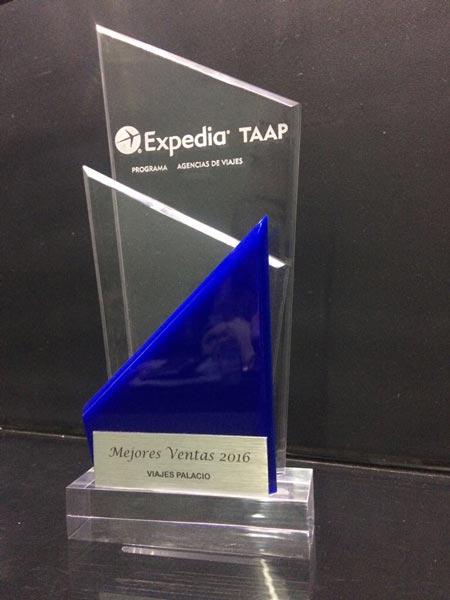 Expedia® TAAP
PROGRAMA AGENCIAS DE VIAJES
Mejores Ventas 2016
VIAJES PALACIO